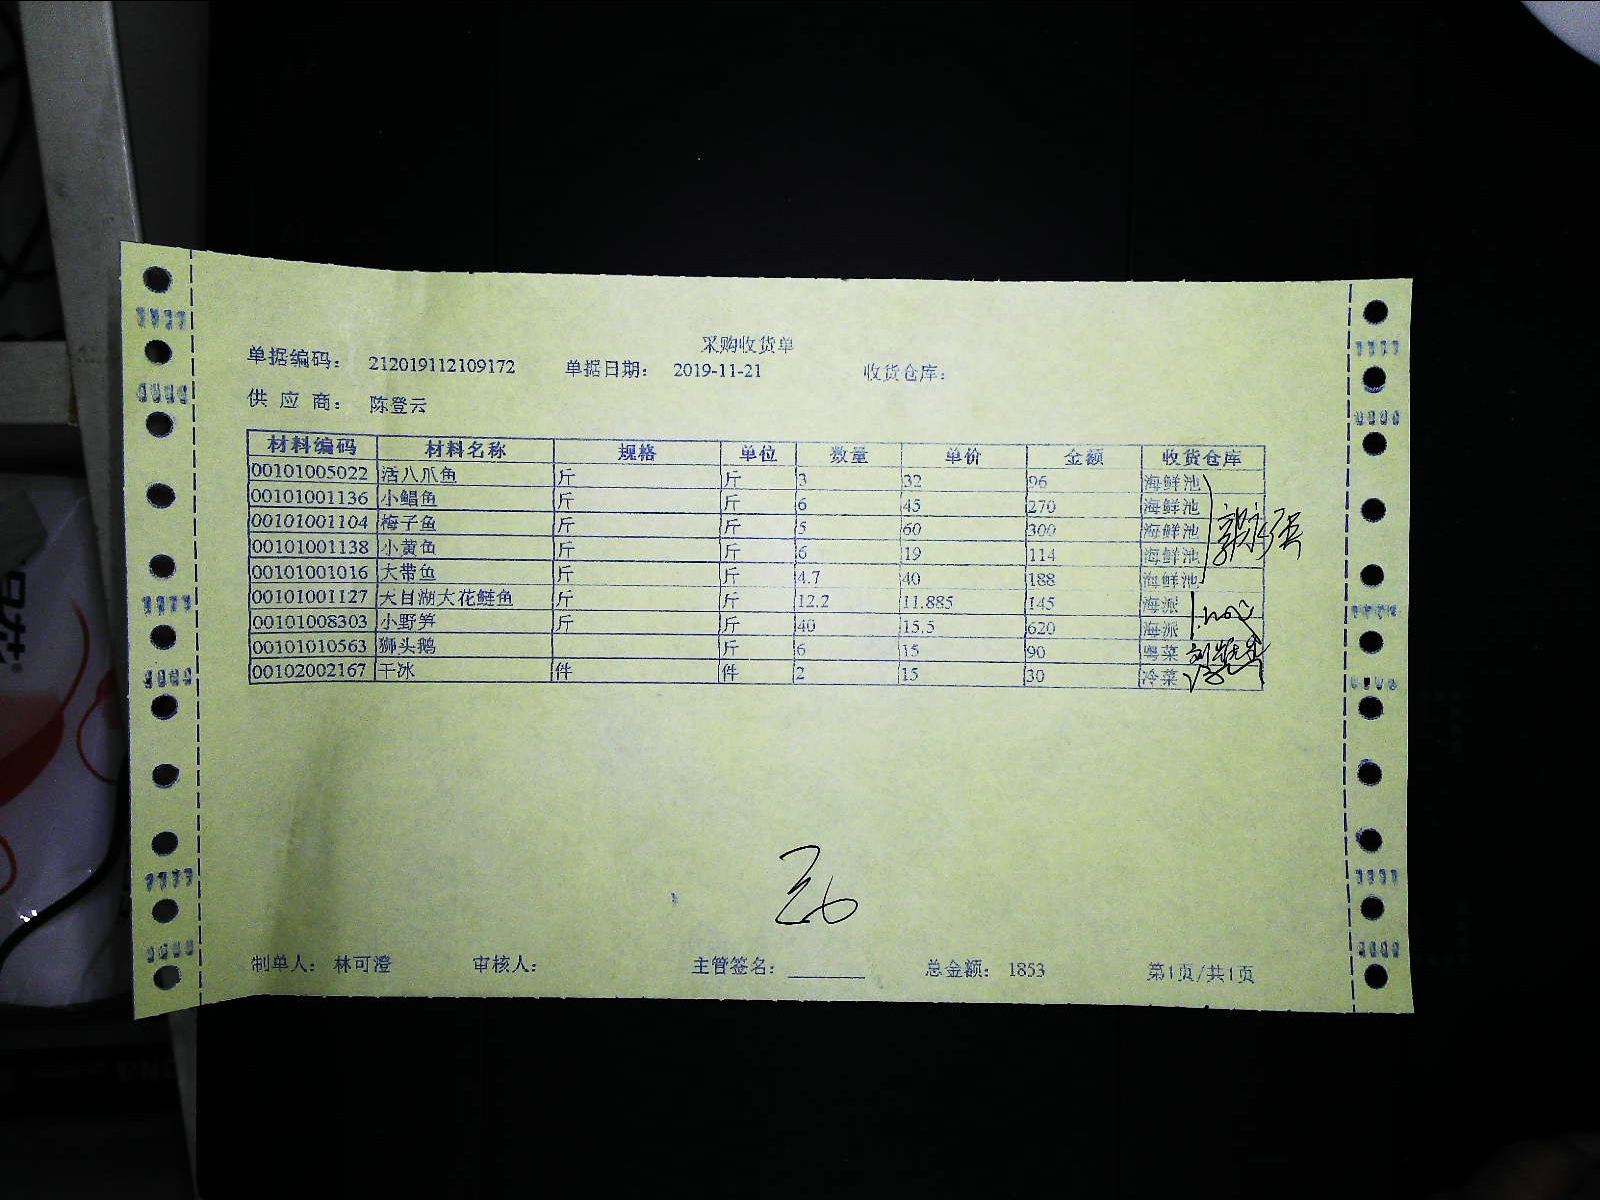 采购收货单
单据编码： 212019112109172 单据日期： 2019-11-21 收货仓库：
供 应 商： 陈登云
材料编码 材料名称 规格 单位 数量 单价 金额 收货仓库
00101005022 活八爪鱼 斤 斤 3 32 96 海鲜池
00101001136 小鲳鱼 斤 斤 6 45 270 海鲜池
00101001104 梅子鱼 斤 斤 5 60 300 海鲜池
00101001138 小黄鱼 斤 斤 6 19 114 海鲜池
00101001016 大带鱼 斤 斤 4.7 40 188 海鲜池
00101001127 天目湖大花鲢鱼 斤 斤 12.2 11.885 145 海派
00101008303 小野笋 斤 斤 40 15.5 620 海派
00101010563 狮头鹅 斤 6 15 90 粤菜
00102002167 干冰 件 件 2 15 30 冷菜
制单人： 林可澄 审核人： 主管签名： 总金额： 1853 第1页/共1页